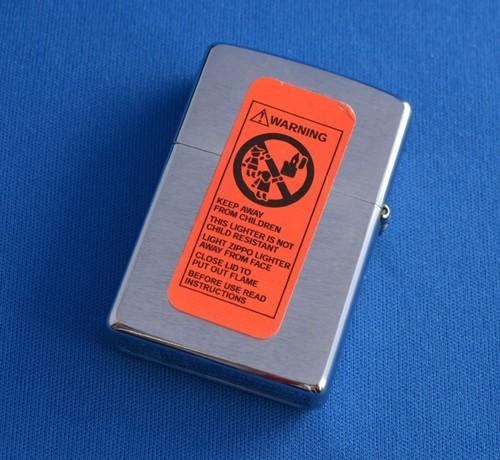 WARNING
KEEP AWAY
FROM CHILDREN
THIS LIGHTER IS NOT
CHILD RESISTANT
LIGHT ZIPPO LIGHTER
AWAY FROM FACE
CLOSE LID TO
PUT OUT FLAME
BEFORE USE READ
INSTRUCTIONS